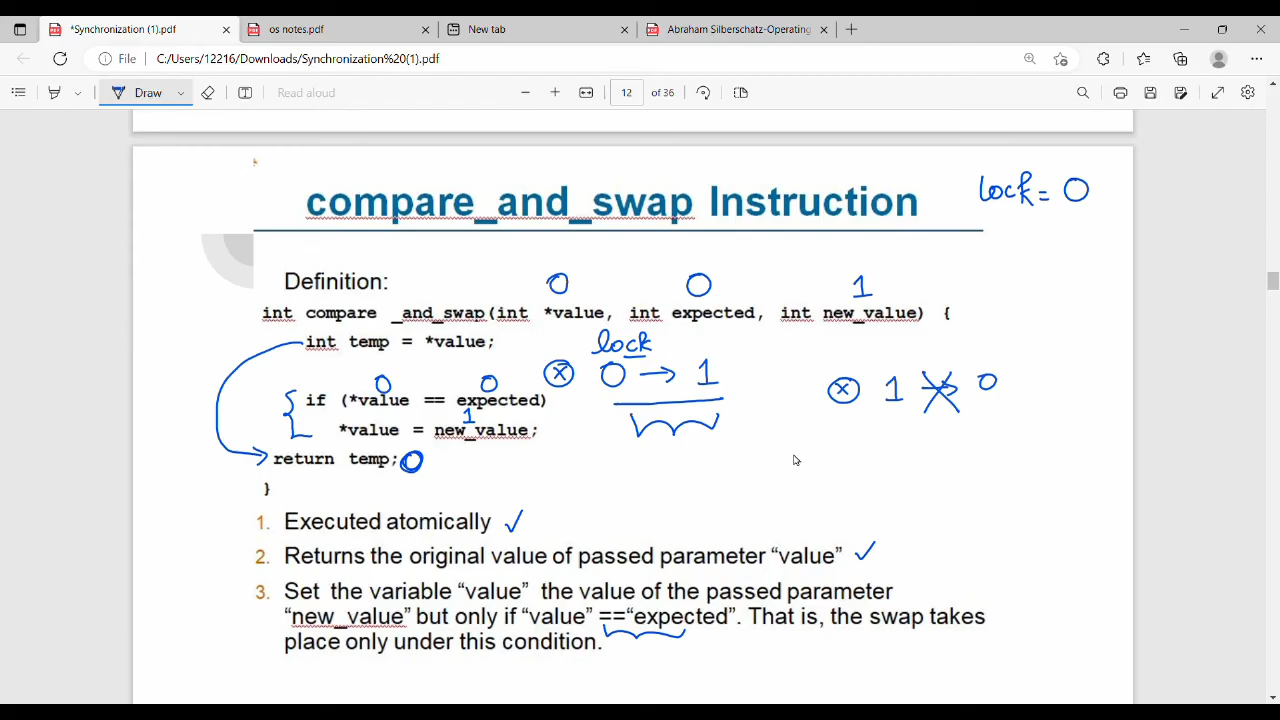 *Synchronization (1).pdf
os notes.pdf
New tab
Abraham Silberschatz-Operating
File
C:/Users/12216/Downloads/Synchronization%20(1).pdf
Draw
Read aloud
12
of 36
compare_and_swap Instruction
lock = 0
Definition:
0 0 1
int compare _and_swap(int *value, int expected, int new_value) {
int temp = *value;
lock
0 → 1
1 → 0
0 0
if (*value == expected)
1
*value = new_value;
return temp; 0
}
1. Executed atomically ✓
2. Returns the original value of passed parameter “value” ✓
3. Set the variable “value” the value of the passed parameter
“new_value” but only if “value” ==“expected”. That is, the swap takes
place only under this condition.